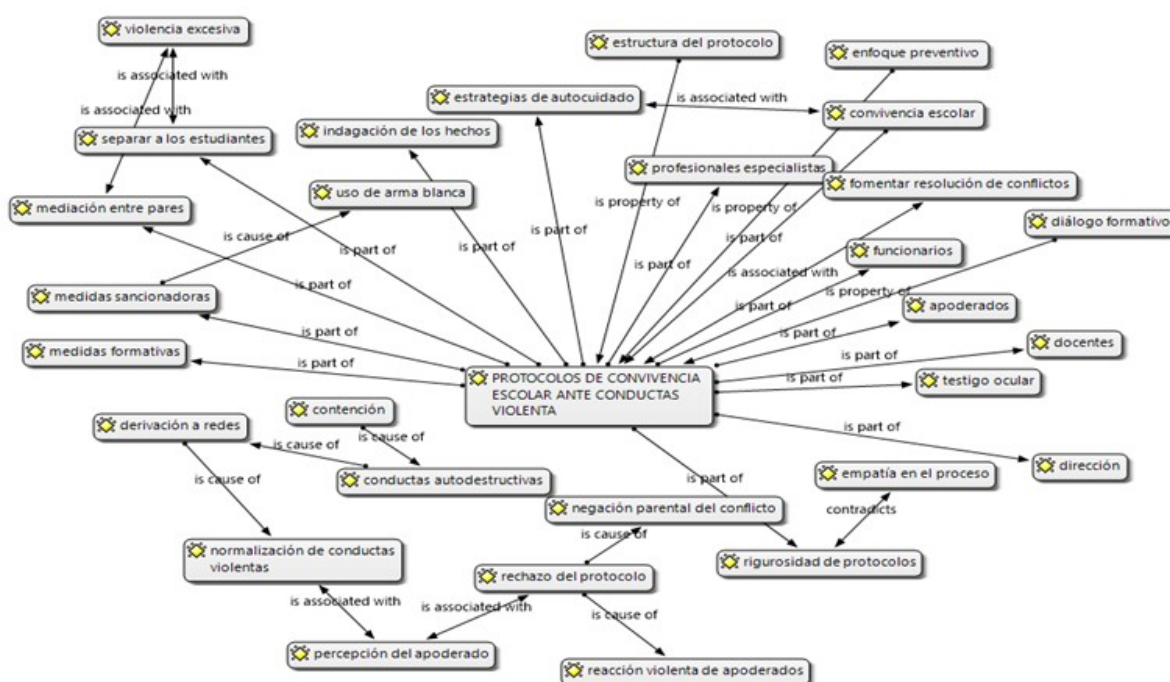 violencia excesiva
estructura del protocolo
enfoque preventivo
is associated with
estrategias de autocuidado
is associated with
convivencia escolar
is associated with
separar a los estudiantes
indagación de los hechos
profesionales especialistas
fomentar resolución de conflictos
uso de arma blanca
mediación entre pares
is property of
is property of
diálogo formativo
is cause of
is part of
is part of
is part of
is part of
funcionarios
is part of
is associated with
is part of
medidas sancionadoras
is property of
is part of
apoderados
is part of
is part of
docentes
medidas formativas
is part of
is part of
PROTOCOLOS DE CONVIVENCIA
ESCOLAR ANTE CONDUCTAS
VIOLENTA
is part of
testigo ocular
contención
derivación a redes
is part of
is cause of
is cause of
dirección
empatía en el proceso
is cause of
conductas autodestructivas
is part of
negación parental del conflicto
contradicts
is cause of
normalización de conductas
violentas
rigurosidad de protocolos
rechazo del protocolo
is associated with
is associated with
is cause of
percepción del apoderado
reacción violenta de apoderados